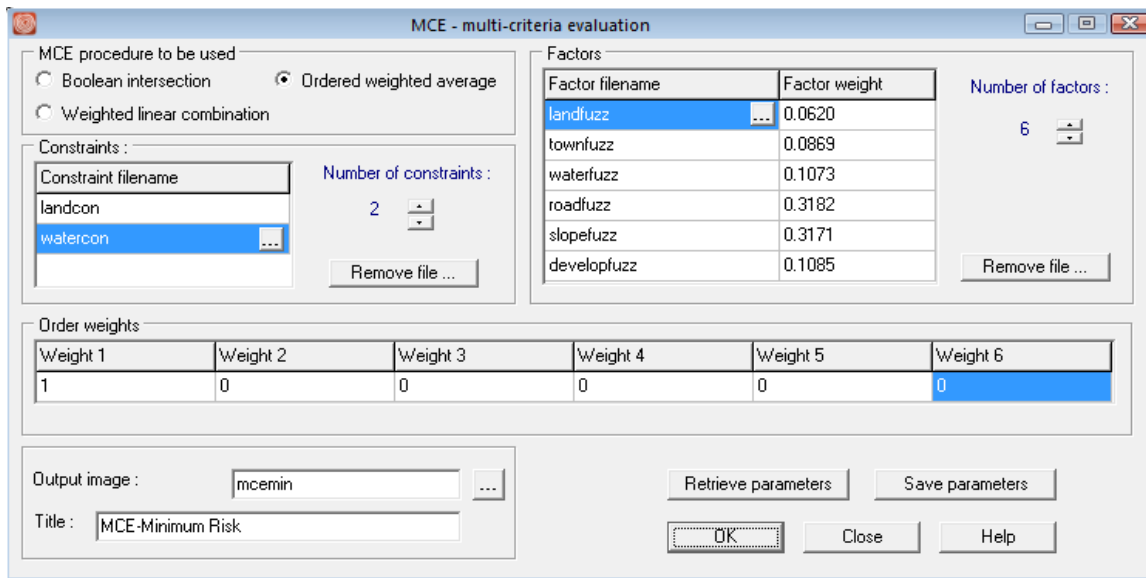 MCE - multi-criteria evaluation
MCE procedure to be used
Boolean intersection
Ordered weighted average
Weighted linear combination
Constraints :
Constraint filename
landcon
watercon ...
Number of constraints :
2
Remove file ...
Factors
Factor filename Factor weight
landfuzz ... 0.0620
townfuzz 0.0869
waterfuzz 0.1073
roadfuzz 0.3182
slopefuzz 0.3171
developfuzz 0.1085
Number of factors :
6
Remove file ...
Order weights
Weight 1 Weight 2 Weight 3 Weight 4 Weight 5 Weight 6
1 0 0 0 0 0
Output image : mcemin ...
Title : MCE-Minimum Risk
Retrieve parameters Save parameters
OK Close Help